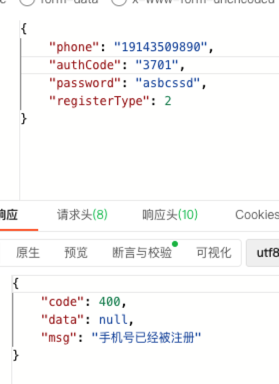 form-data
x-www-form-urlencoded
{
"phone": "19143509890",
"authCode": "3701",
"password": "asbcssd",
"registerType": 2
}
响应
请求头(8)
响应头(10)
Cookies
原生
预览
断言与校验
可视化
utf8
{
"code": 400,
"data": null,
"msg": "手机号已经被注册"
}